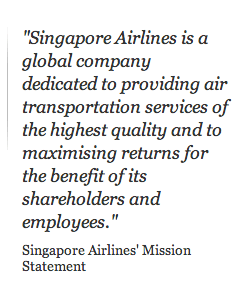 "Singapore Airlines is a
global company
dedicated to providing air
transportation services of
the highest quality and to
maximising returns for
the benefit of its
shareholders and
employees."
Singapore Airlines' Mission
Statement